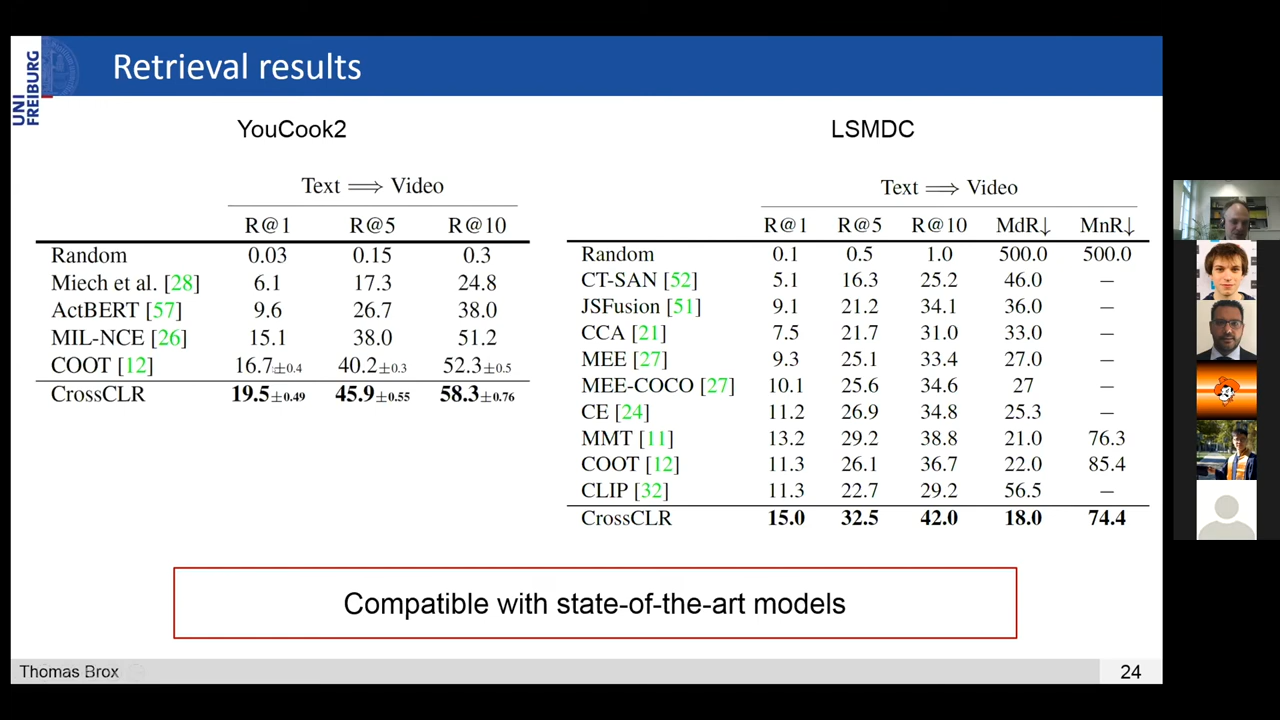 UNI
FREIBURG
Retrieval results
YouCook2
Text ⟹ Video
R@1 R@5 R@10
Random 0.03 0.15 0.3
Miech et al. [28] 6.1 17.3 24.8
ActBERT [57] 9.6 26.7 38.0
MIL-NCE [26] 15.1 38.0 51.2
COOT [12] 16.7±0.4 40.2±0.3 52.3±0.5
CrossCLR 19.5±0.49 45.9±0.55 58.3±0.76
LSMDC
Text ⟹ Video
R@1 R@5 R@10 MdR↓ MnR↓
Random 0.1 0.5 1.0 500.0 500.0
CT-SAN [52] 5.1 16.3 25.2 46.0 –
JSFusion [51] 9.1 21.2 34.1 36.0 –
CCA [21] 7.5 21.7 31.0 33.0 –
MEE [27] 9.3 25.1 33.4 27.0 –
MEE-COCO [27] 10.1 25.6 34.6 27 –
CE [24] 11.2 26.9 34.8 25.3 –
MMT [11] 13.2 29.2 38.8 21.0 76.3
COOT [12] 11.3 26.1 36.7 22.0 85.4
CLIP [32] 11.3 22.7 29.2 56.5 –
CrossCLR 15.0 32.5 42.0 18.0 74.4
Compatible with state-of-the-art models
Thomas Brox
24